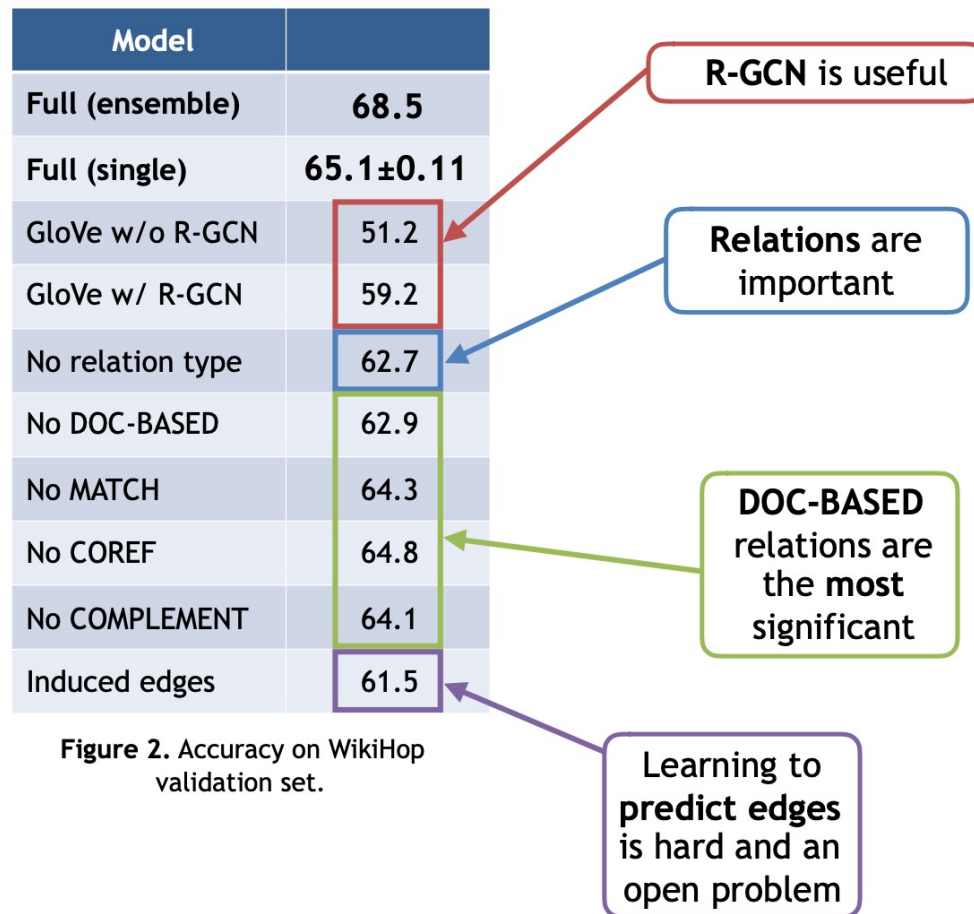 Model
Full (ensemble) 68.5
Full (single) 65.1±0.11
GloVe w/o R-GCN 51.2
GloVe w/ R-GCN 59.2
No relation type 62.7
No DOC-BASED 62.9
No MATCH 64.3
No COREF 64.8
No COMPLEMENT 64.1
Induced edges 61.5
Figure 2. Accuracy on WikiHop
validation set.
R-GCN is useful
Relations are
important
DOC-BASED
relations are
the most
significant
Learning to
predict edges
is hard and an
open problem